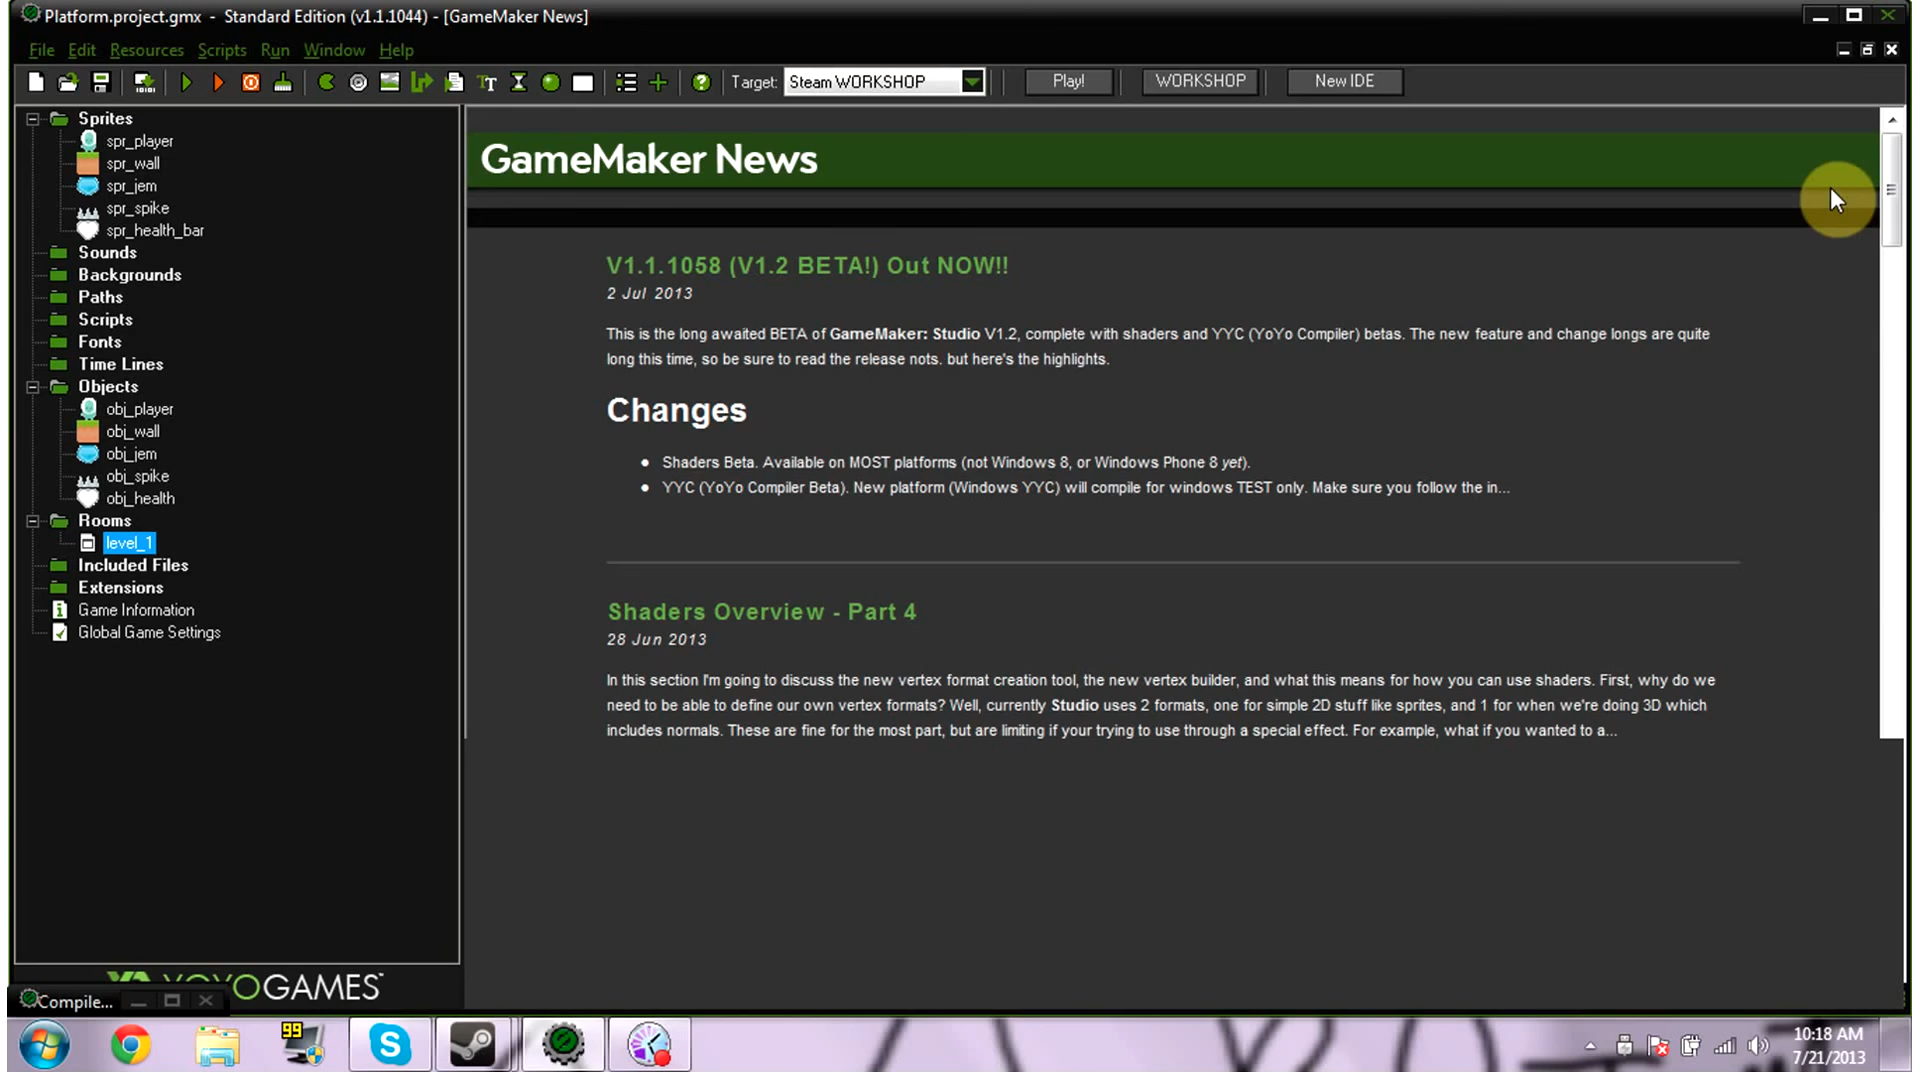 Platform.project.gmx - Standard Edition (v1.1.1044) - [GameMaker News]
File Edit Resources Scripts Run Window Help
Target: Steam WORKSHOP Play! WORKSHOP New IDE
Sprites
spr_player
spr_wall
spr_jem
spr_spike
spr_health_bar
Sounds
Backgrounds
Paths
Scripts
Fonts
Time Lines
Objects
obj_player
obj_wall
obj_jem
obj_spike
obj_health
Rooms
level_1
Included Files
Extensions
Game Information
Global Game Settings
GameMaker News
V1.1.1058 (V1.2 BETA!) Out NOW!!
2 Jul 2013
This is the long awaited BETA of GameMaker: Studio V1.2, complete with shaders and YYC (YoYo Compiler) betas. The new feature and change longs are quite
long this time, so be sure to read the release nots. but here's the highlights.
Changes
• Shaders Beta. Available on MOST platforms (not Windows 8, or Windows Phone 8 yet).
• YYC (YoYo Compiler Beta). New platform (Windows YYC) will compile for windows TEST only. Make sure you follow the in...
Shaders Overview - Part 4
28 Jun 2013
In this section I'm going to discuss the new vertex format creation tool, the new vertex builder, and what this means for how you can use shaders. First, why do we
need to be able to define our own vertex formats? Well, currently Studio uses 2 formats, one for simple 2D stuff like sprites, and 1 for when we're doing 3D which
includes normals. These are fine for the most part, but are limiting if your trying to use through a special effect. For example, what if you wanted to a...
YOYOGAMES™
Compile...
99
10:18 AM
7/21/2013